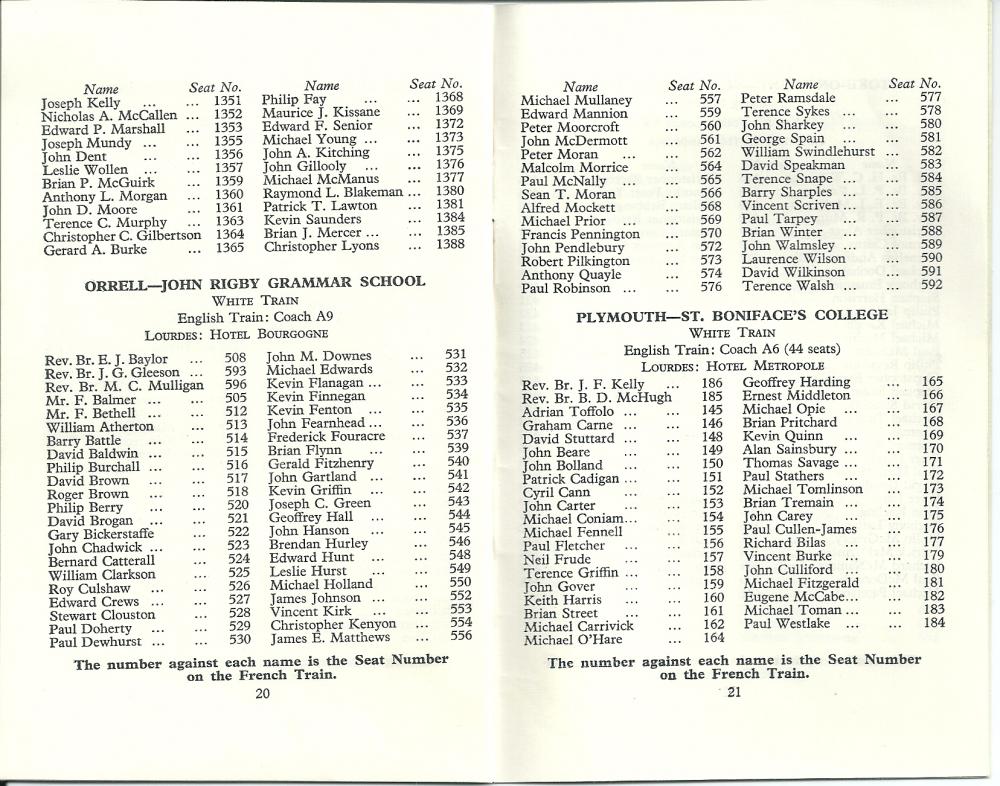 Name Seat No.
Joseph Kelly ... ... 1351
Nicholas A. McCallen ... 1352
Edward P. Marshall ... 1353
Joseph Mundy ... ... 1355
John Dent ... ... 1356
Leslie Wollen ... ... 1357
Brian P. McGuirk ... 1359
Anthony L. Morgan ... 1360
John D. Moore ... 1361
Terence C. Murphy ... 1363
Christopher C. Gilbertson 1364
Gerard A. Burke ... 1365
Name Seat No.
Philip Fay ... ... 1368
Maurice J. Kissane ... 1369
Edward F. Senior ... 1372
Michael Young ... ... 1373
John A. Kitching ... 1375
John Gillooly ... ... 1376
Michael McManus ... 1377
Raymond L. Blakeman ... 1380
Patrick T. Lawton ... 1381
Kevin Saunders ... 1384
Brian J. Mercer ... ... 1385
Christopher Lyons ... 1388
ORRELL—JOHN RIGBY GRAMMAR SCHOOL
WHITE TRAIN
English Train: Coach A9
LOURDES: HOTEL BOURGOGNE
Rev. Br. E. J. Baylor ... 508
Rev. Br. J. G. Gleeson ... 593
Rev. Br. M. C. Mulligan 596
Mr. F. Balmer ... ... 505
Mr. F. Bethell ... ... 512
William Atherton ... 513
Barry Battle ... ... 514
David Baldwin ... ... 515
Philip Burchall ... ... 516
David Brown ... ... 517
Roger Brown ... ... 518
Philip Berry ... ... 520
David Brogan ... ... 521
Gary Bickerstaffe ... 522
John Chadwick ... ... 523
Bernard Catterall ... 524
William Clarkson ... 525
Roy Culshaw ... ... 526
Edward Crews ... ... 527
Stewart Clouston ... 528
Paul Doherty ... ... 529
Paul Dewhurst ... ... 530
John M. Downes ... 531
Michael Edwards ... 532
Kevin Flanagan ... ... 533
Kevin Finnegan ... 534
Kevin Fenton ... ... 535
John Fearnhead ... ... 536
Frederick Fouracre ... 537
Brian Flynn ... ... 539
Gerald Fitzhenry ... 540
John Gartland ... ... 541
Kevin Griffin ... ... 542
Joseph C. Green ... 543
Geoffrey Hall ... ... 544
John Hanson ... ... 545
Brendan Hurley ... 546
Edward Hunt ... ... 548
Leslie Hurst ... ... 549
Michael Holland ... 550
James Johnson ... ... 552
Vincent Kirk ... ... 553
Christopher Kenyon ... 554
James E. Matthews ... 556
The number against each name is the Seat Number
on the French Train.
20
Name Seat No.
Michael Mullaney ... 557
Edward Mannion ... 559
Peter Moorcroft ... 560
John McDermott ... 561
Peter Moran ... ... 562
Malcolm Morrice ... 564
Paul McNally ... ... 565
Sean T. Moran ... 566
Alfred Mockett ... 568
Michael Prior ... ... 569
Francis Pennington ... 570
John Pendlebury ... 572
Robert Pilkington ... 573
Anthony Quayle ... 574
Paul Robinson ... ... 576
Name Seat No.
Peter Ramsdale ... 577
Terence Sykes ... ... 578
John Sharkey ... ... 580
George Spain ... ... 581
William Swindlehurst ... 582
David Speakman ... 583
Terence Snape ... ... 584
Barry Sharples ... ... 585
Vincent Scriven ... ... 586
Paul Tarpey ... ... 587
Brian Winter ... ... 588
John Walmsley ... ... 589
Laurence Wilson ... 590
David Wilkinson ... 591
Terence Walsh ... ... 592
PLYMOUTH—ST. BONIFACE'S COLLEGE
WHITE TRAIN
English Train: Coach A6 (44 seats)
LOURDES: HOTEL METROPOLE
Rev. Br. J. F. Kelly ... 186
Rev. Br. B. D. McHugh 185
Adrian Toffolo ... ... 145
Graham Carne ... ... 146
David Stuttard ... ... 148
John Beare ... ... 149
John Bolland ... ... 150
Patrick Cadigan ... ... 151
Cyril Cann ... ... 152
John Carter ... ... 153
Michael Coniam... ... 154
Michael Fennell ... 155
Paul Fletcher ... ... 156
Neil Frude ... ... 157
Terence Griffin ... ... 158
John Gover ... ... 159
Keith Harris ... ... 160
Brian Street ... ... 161
Michael Carrivick ... 162
Michael O'Hare ... 164
Geoffrey Harding ... 165
Ernest Middleton ... 166
Michael Opie ... ... 167
Brian Pritchard ... 168
Kevin Quinn ... ... 169
Alan Sainsbury ... ... 170
Thomas Savage ... ... 171
Paul Stathers ... ... 172
Michael Tomlinson ... 173
Brian Tremain ... ... 174
John Carey ... ... 175
Paul Cullen-James ... 176
Richard Bilas ... ... 177
Vincent Burke ... ... 179
John Culliford ... ... 180
Michael Fitzgerald ... 181
Eugene McCabe... ... 182
Michael Toman ... ... 183
Paul Westlake ... ... 184
The number against each name is the Seat Number
on the French Train.
21